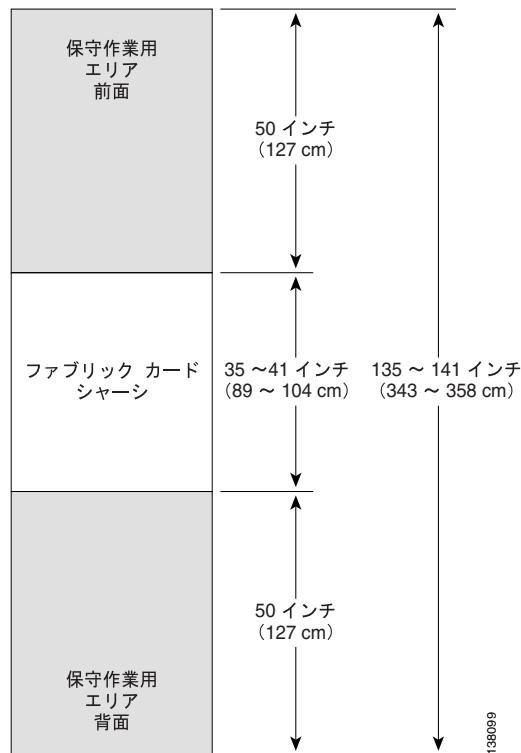 保守作業用
エリア
前面
50 インチ
（127 cm）
ファブリック カード
シャーシ
35 ～41 インチ
（89 ～ 104 cm）
135 ～ 141 インチ
（343 ～ 358 cm）
50 インチ
（127 cm）
保守作業用
エリア
背面
138099